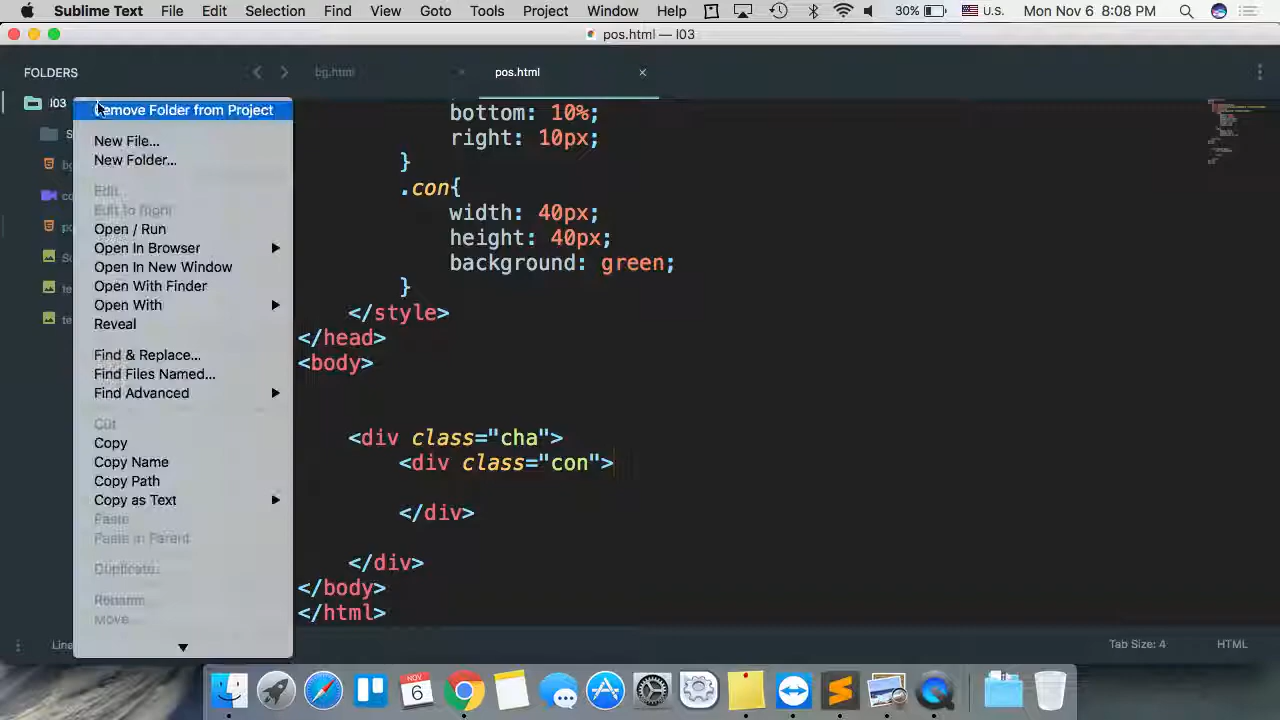 Sublime Text File Edit Selection Find View Goto Tools Project Window Help 30% U.S. Mon Nov 6 8:08 PM
pos.html — l03
FOLDERS
bg.html
pos.html
l03
Remove Folder from Project
New File...
New Folder...
Edit
Edit to Right
Open / Run
Open In Browser
Open In New Window
Open With Finder
Open With
Reveal
Find & Replace...
Find Files Named...
Find Advanced
Cut
Copy
Copy Name
Copy Path
Copy as Text
Paste
Paste in Parent
Duplicate...
Rename...
Move...
bottom: 10%;
right: 10px;
}
.con{
width: 40px;
height: 40px;
background: green;
}
</style>
</head>
<body>
<div class="cha">
<div class="con">
</div>
</div>
</body>
</html>
Line
Tab Size: 4
HTML
NOV
6